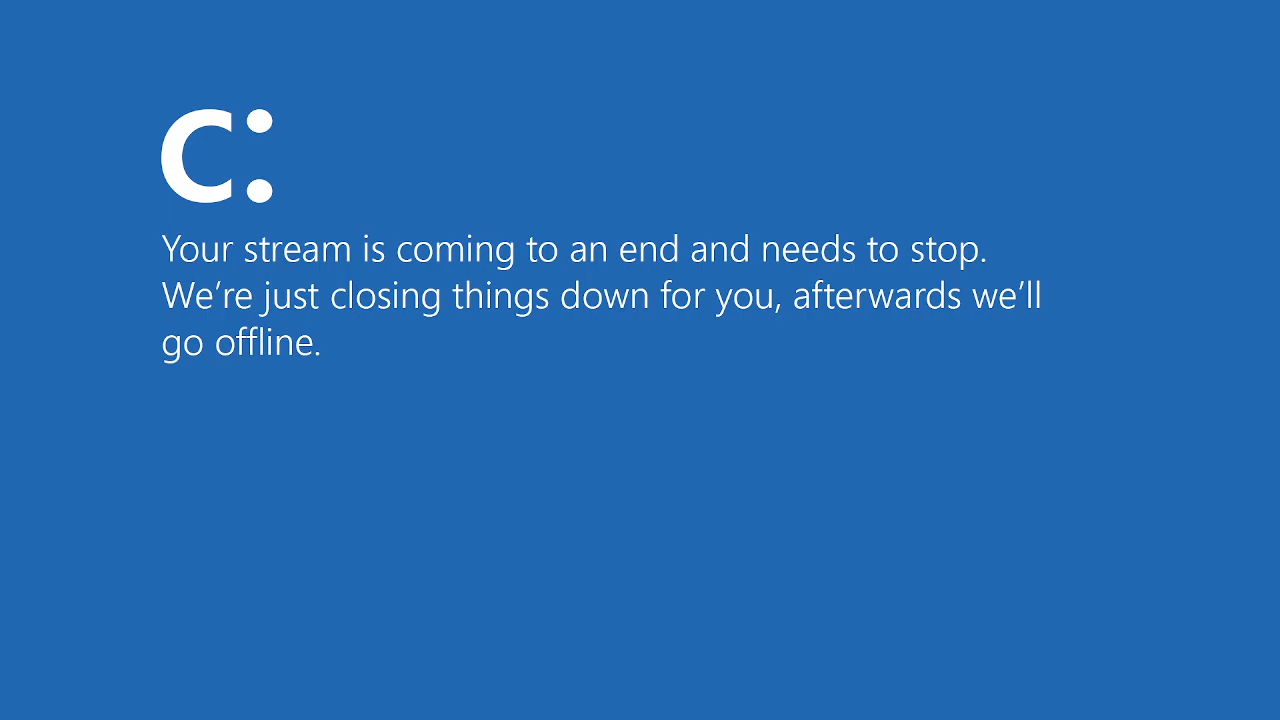 c:
Your stream is coming to an end and needs to stop.
We’re just closing things down for you, afterwards we’ll
go offline.